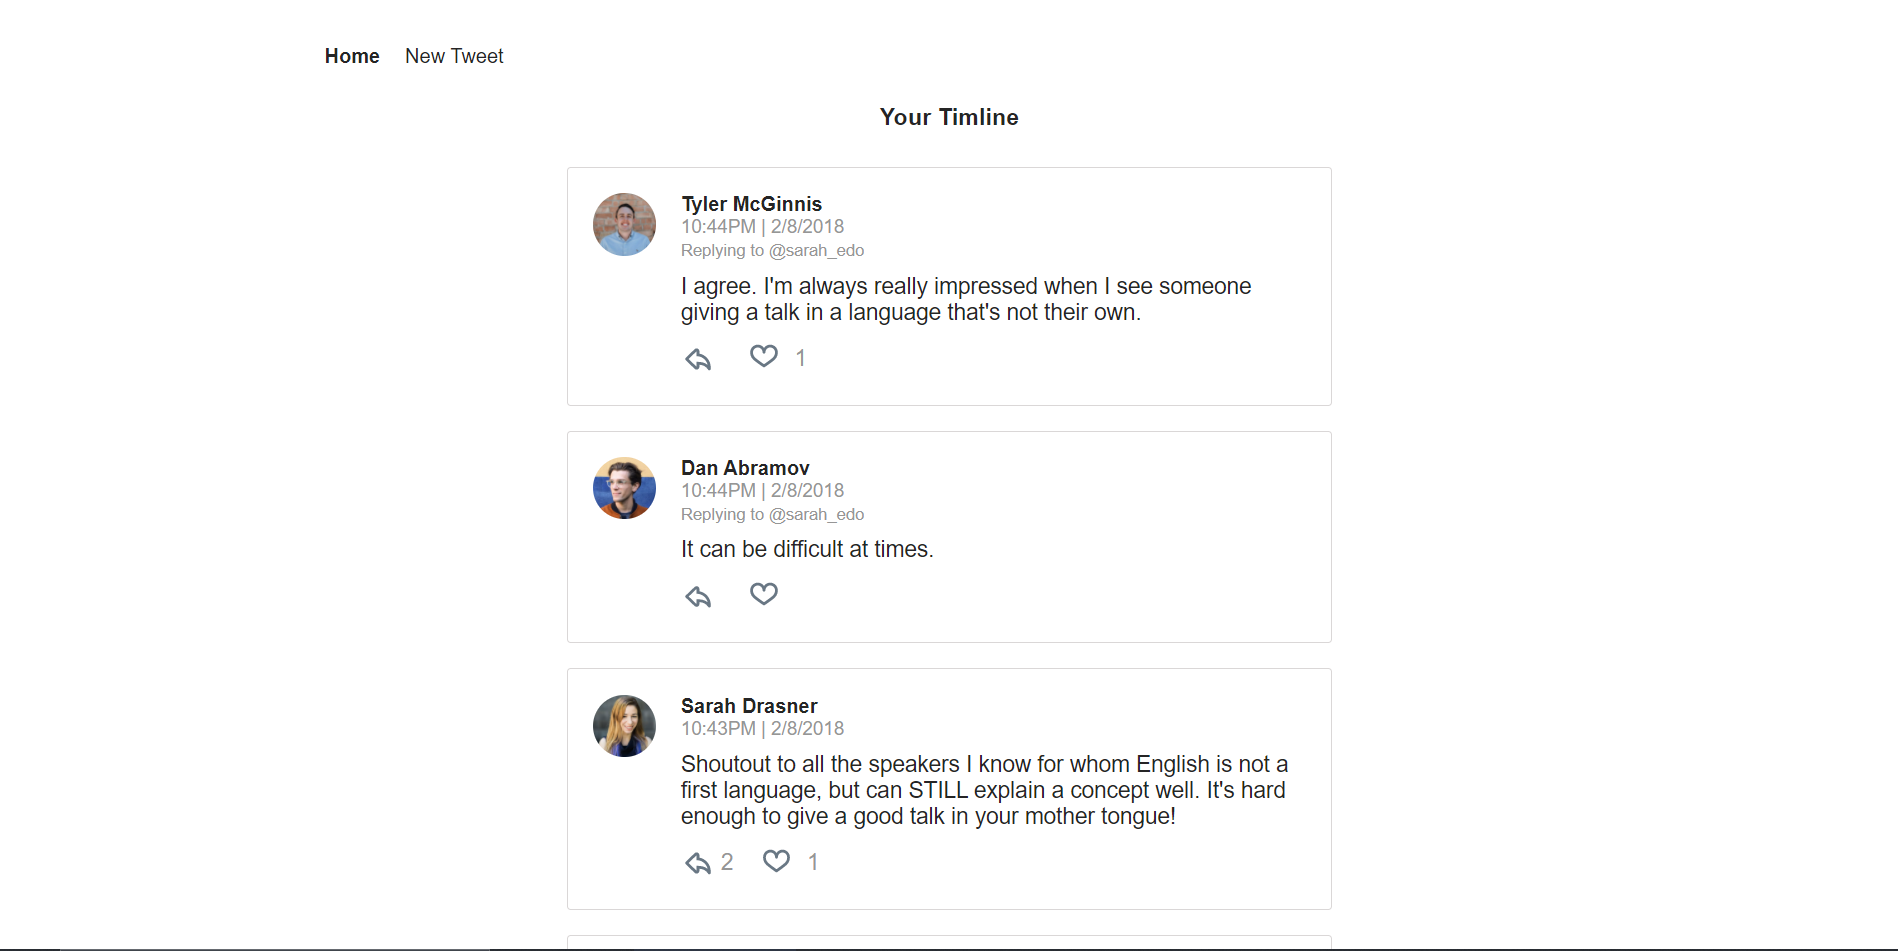 Home New Tweet
Your Timline
Tyler McGinnis
10:44PM | 2/8/2018
Replying to @sarah_edo
I agree. I'm always really impressed when I see someone
giving a talk in a language that's not their own.
1
Dan Abramov
10:44PM | 2/8/2018
Replying to @sarah_edo
It can be difficult at times.
Sarah Drasner
10:43PM | 2/8/2018
Shoutout to all the speakers I know for whom English is not a
first language, but can STILL explain a concept well. It's hard
enough to give a good talk in your mother tongue!
2 1